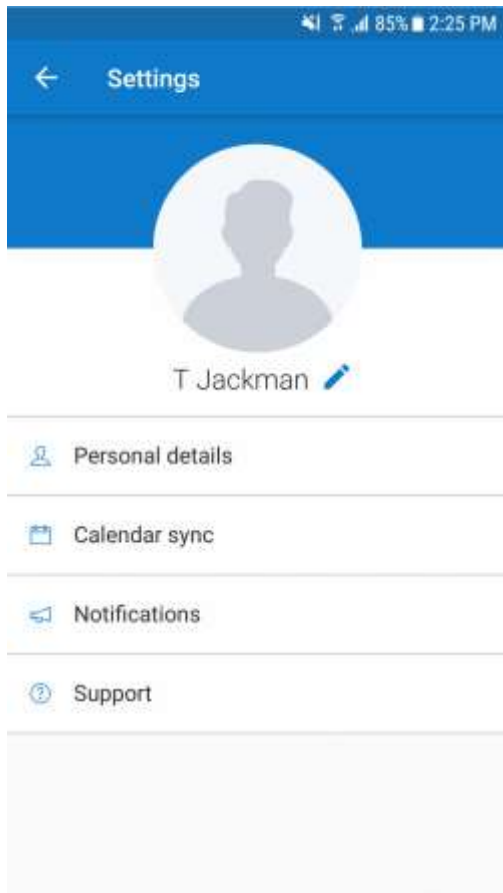 85% 2:25 PM
Settings
T Jackman
Personal details
Calendar sync
Notifications
Support